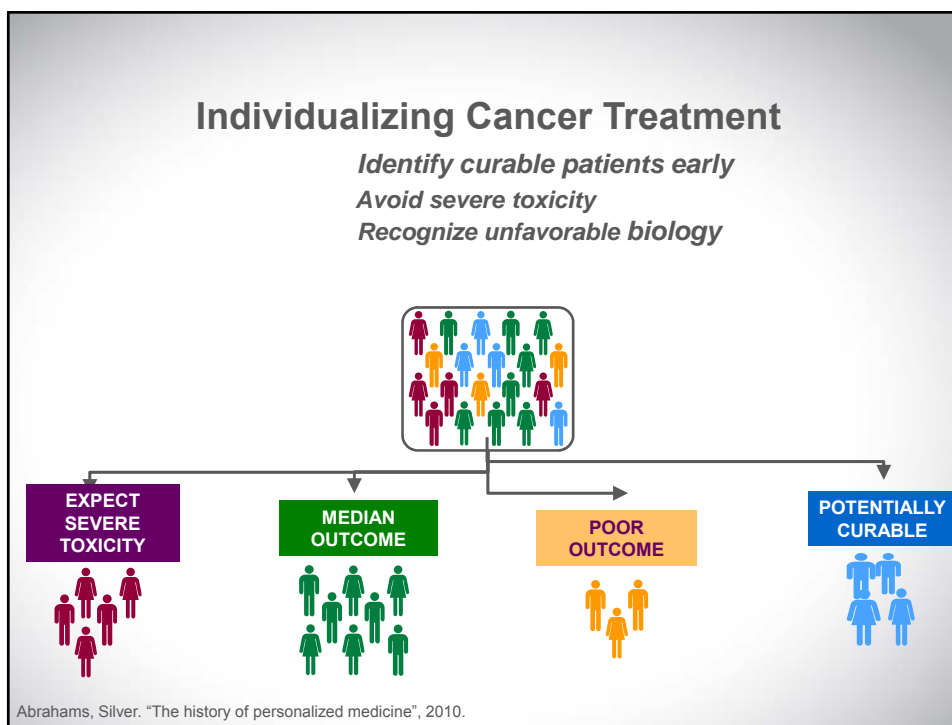 Individualizing Cancer Treatment
Identify curable patients early
Avoid severe toxicity
Recognize unfavorable biology
EXPECT
SEVERE
TOXICITY
MEDIAN
OUTCOME
POOR
OUTCOME
POTENTIALLY
CURABLE
Abrahams, Silver. “The history of personalized medicine”, 2010.